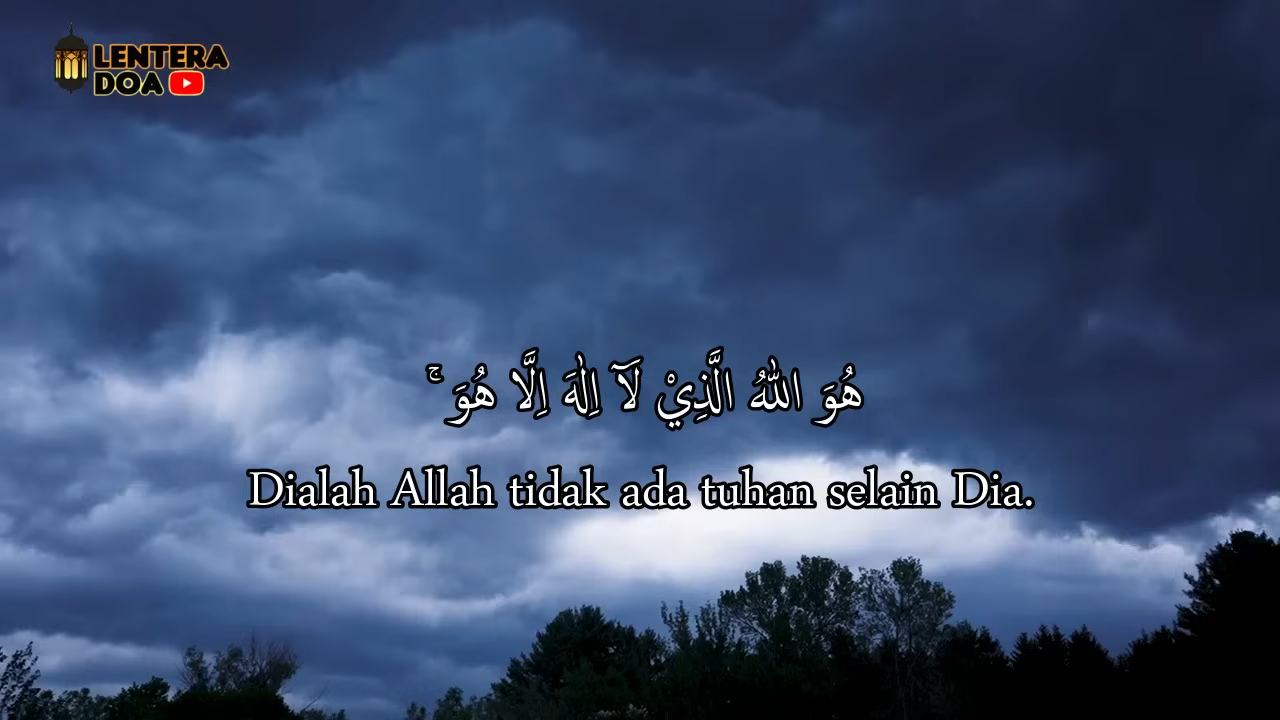 LENTERA
DOA
هُوَ اللّٰهُ الَّذِيْ لَآ اِلٰهَ اِلَّا هُوَ ۚ
Dialah Allah tidak ada tuhan selain Dia.